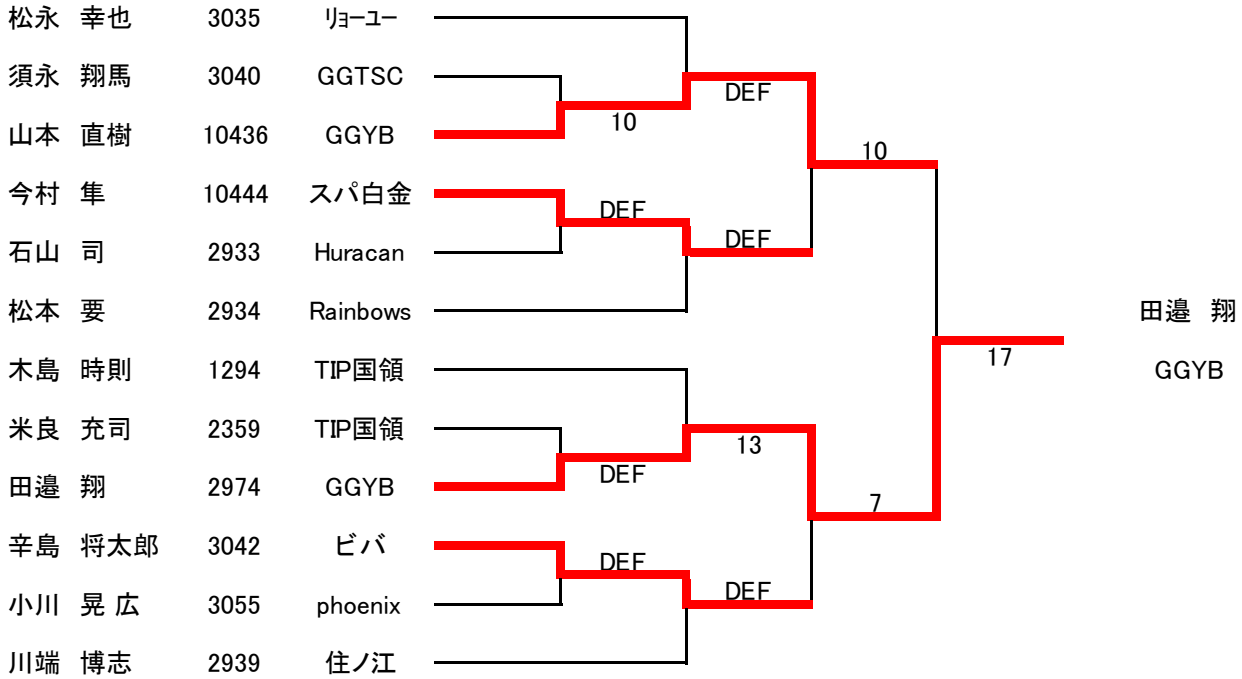 松永 幸也 3035 ﾘｮｰﾕｰ
須永 翔馬 3040 GGTSC
DEF
10
山本 直樹 10436 GGYB
10
今村 隼 10444 スパ白金
DEF
DEF
石山 司 2933 Huracan
松本 要 2934 Rainbows
田邉 翔
17
木島 時則 1294 TIP国領
GGYB
米良 充司 2359 TIP国領
13
DEF
田邉 翔 2974 GGYB
7
辛島 将太郎 3042 ビバ
DEF
DEF
小川 晃 広 3055 phoenix
川端 博志 2939 住ノ江